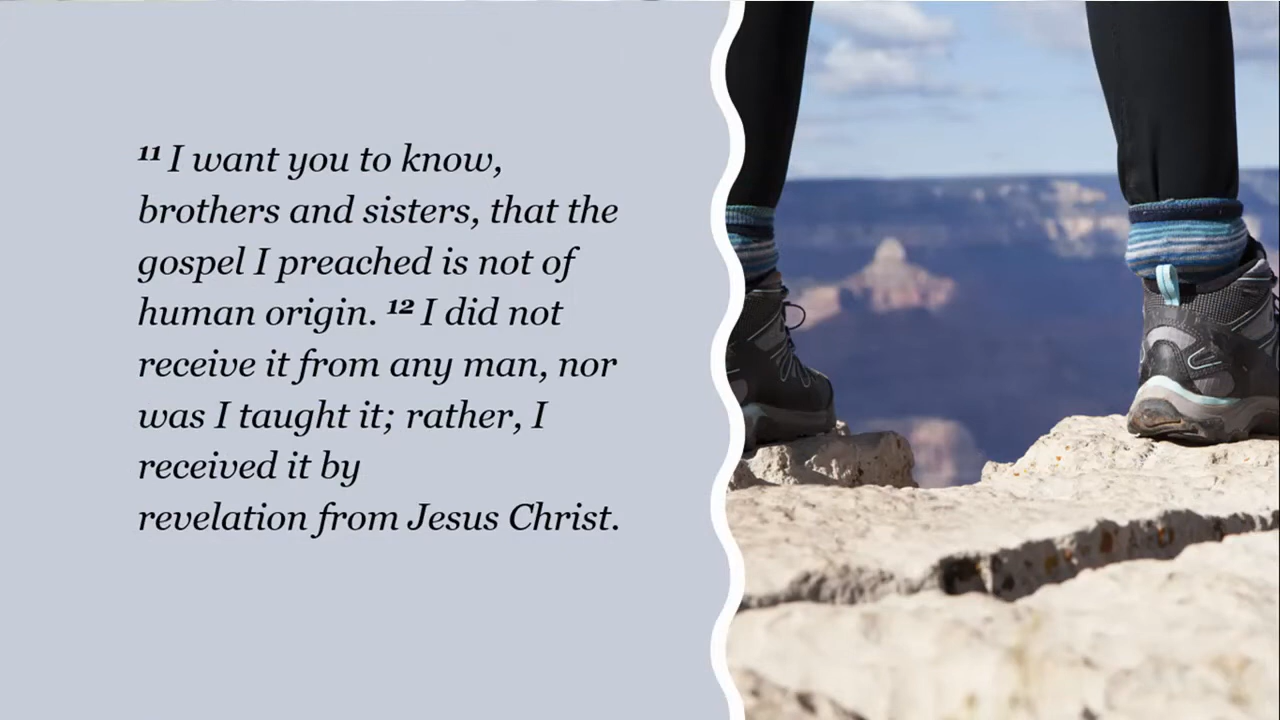 ¹¹ I want you to know,
brothers and sisters, that the
gospel I preached is not of
human origin. ¹² I did not
receive it from any man, nor
was I taught it; rather, I
received it by
revelation from Jesus Christ.